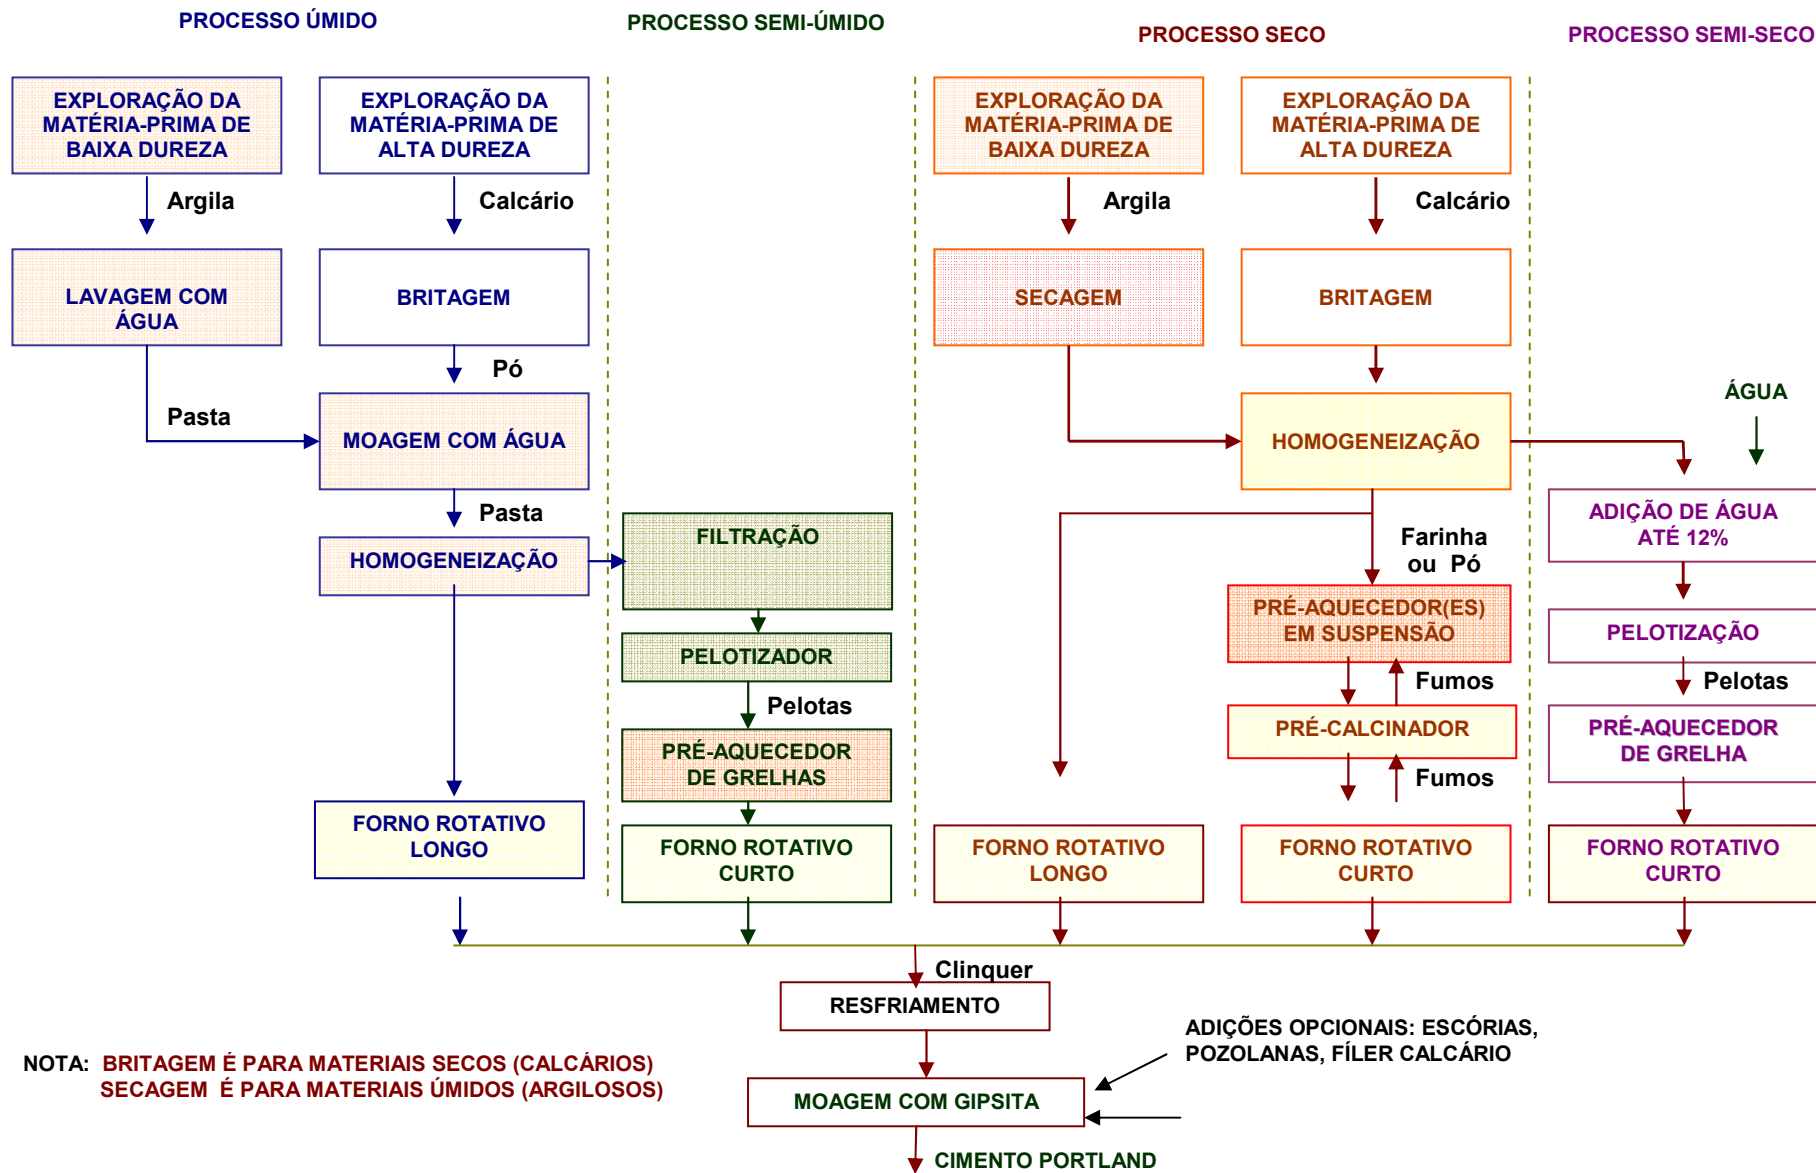 PROCESSO ÚMIDO
PROCESSO SEMI-ÚMIDO
PROCESSO SECO
PROCESSO SEMI-SECO
EXPLORAÇÃO DA
MATÉRIA-PRIMA DE
BAIXA DUREZA
EXPLORAÇÃO DA
MATÉRIA-PRIMA DE
ALTA DUREZA
EXPLORAÇÃO DA
MATÉRIA-PRIMA DE
BAIXA DUREZA
EXPLORAÇÃO DA
MATÉRIA-PRIMA DE
ALTA DUREZA
Argila
Calcário
Argila
Calcário
LAVAGEM COM
ÁGUA
BRITAGEM
SECAGEM
BRITAGEM
Pó
ÁGUA
Pasta
MOAGEM COM ÁGUA
HOMOGENEIZAÇÃO
Pasta
ADIÇÃO DE ÁGUA
ATÉ 12%
HOMOGENEIZAÇÃO
FILTRAÇÃO
Farinha
ou Pó
PRÉ-AQUECEDOR(ES)
EM SUSPENSÃO
PELOTIZAÇÃO
PELOTIZADOR
Fumos
Pelotas
Pelotas
PRÉ-CALCINADOR
PRÉ-AQUECEDOR
DE GRELHA
PRÉ-AQUECEDOR
DE GRELHAS
Fumos
FORNO ROTATIVO
LONGO
FORNO ROTATIVO
CURTO
FORNO ROTATIVO
LONGO
FORNO ROTATIVO
CURTO
FORNO ROTATIVO
CURTO
Clinquer
RESFRIAMENTO
ADIÇÕES OPCIONAIS: ESCÓRIAS,
POZOLANAS, FÍLER CALCÁRIO
NOTA: BRITAGEM É PARA MATERIAIS SECOS (CALCÁRIOS)
SECAGEM É PARA MATERIAIS ÚMIDOS (ARGILOSOS)
MOAGEM COM GIPSITA
CIMENTO PORTLAND